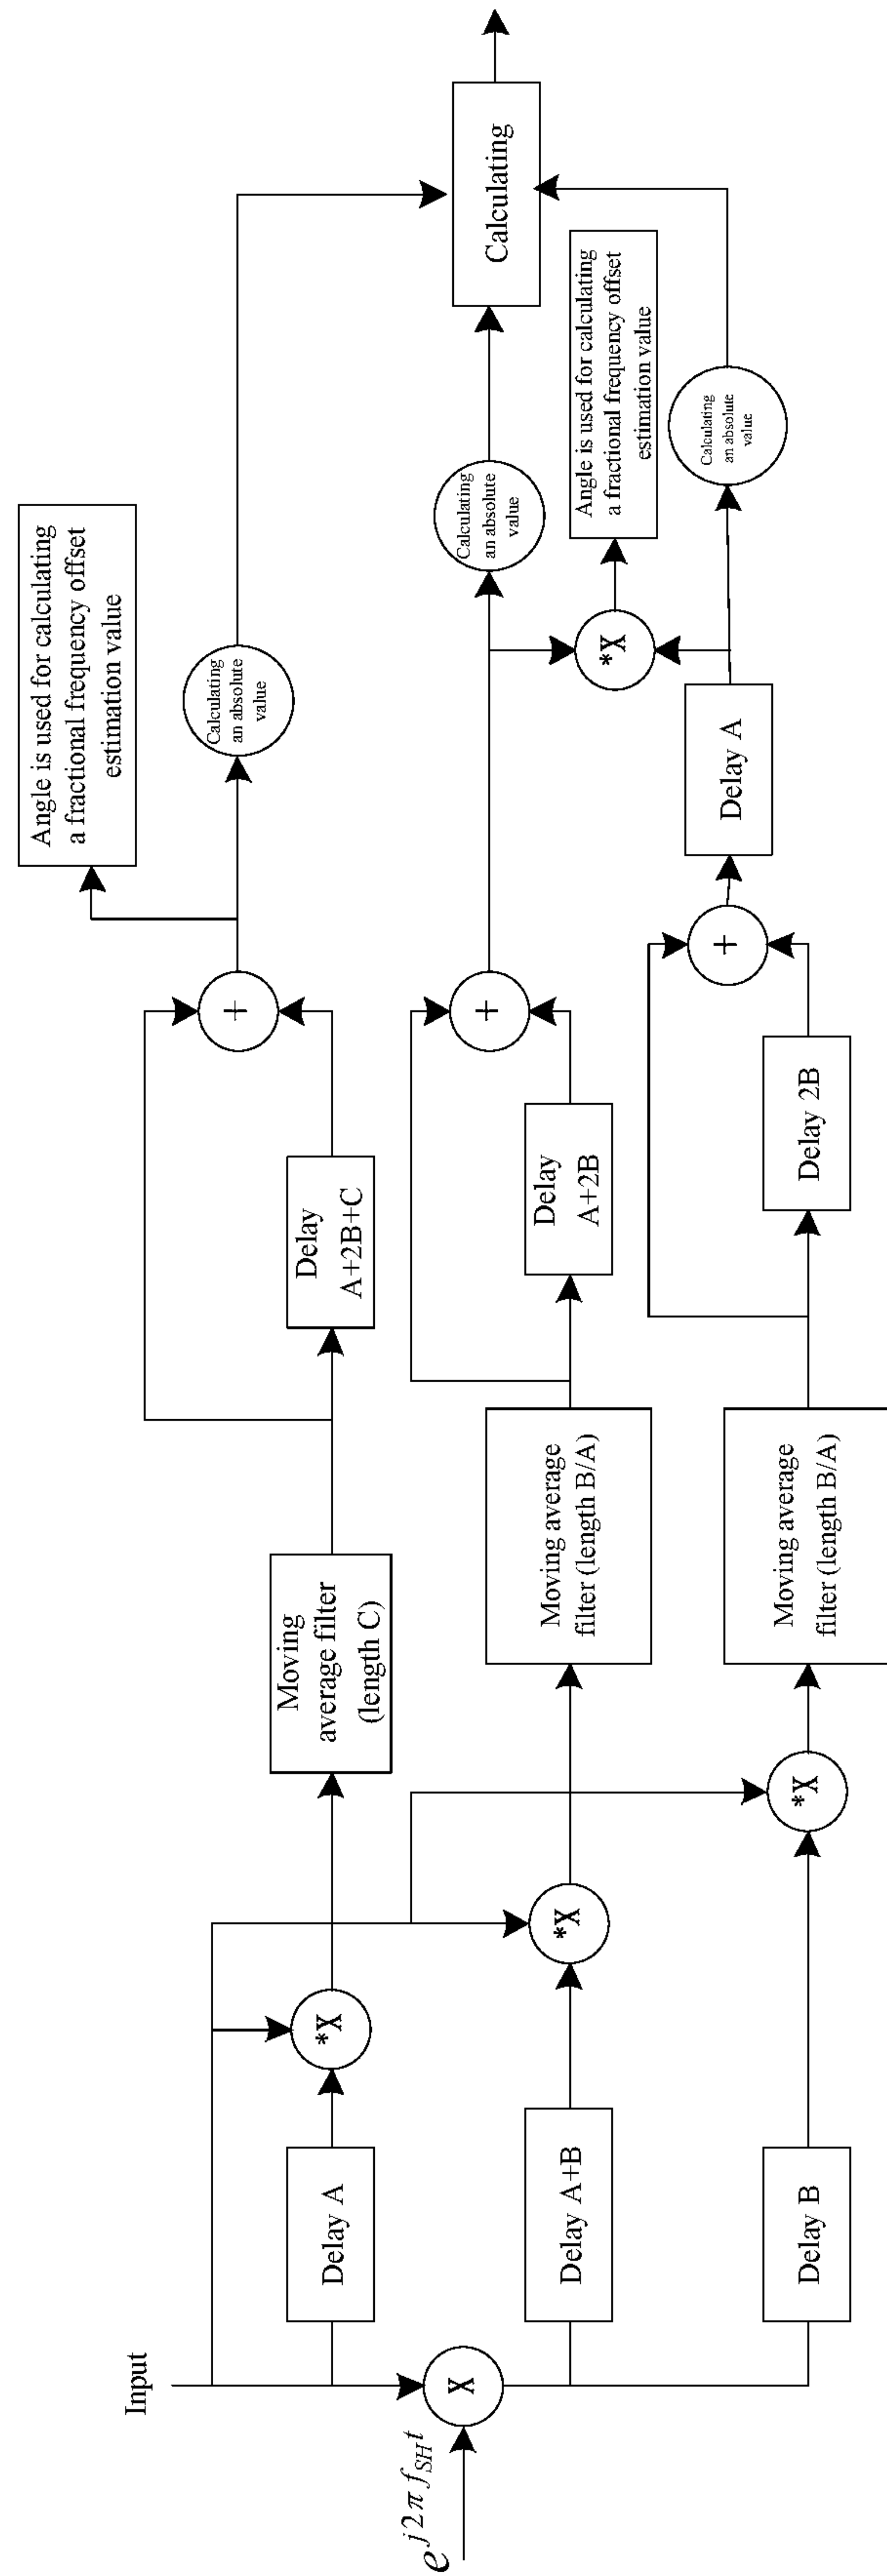 Input
e^{j2πf_{SH}t}
X
Delay A
Delay A+B
Delay B
*X
*X
*X
Moving
average filter
(length C)
Moving average
filter (length B/A)
Moving average
filter (length B/A)
Delay
A+2B+C
Delay
A+2B
Delay 2B
+
+
+
Delay A
Angle is used for calculating
a fractional frequency offset
estimation value
Calculating
an absolute
value
Calculating
an absolute
value
*X
Angle is used for calculating
a fractional frequency offset
estimation value
Calculating
an absolute
value
Calculating